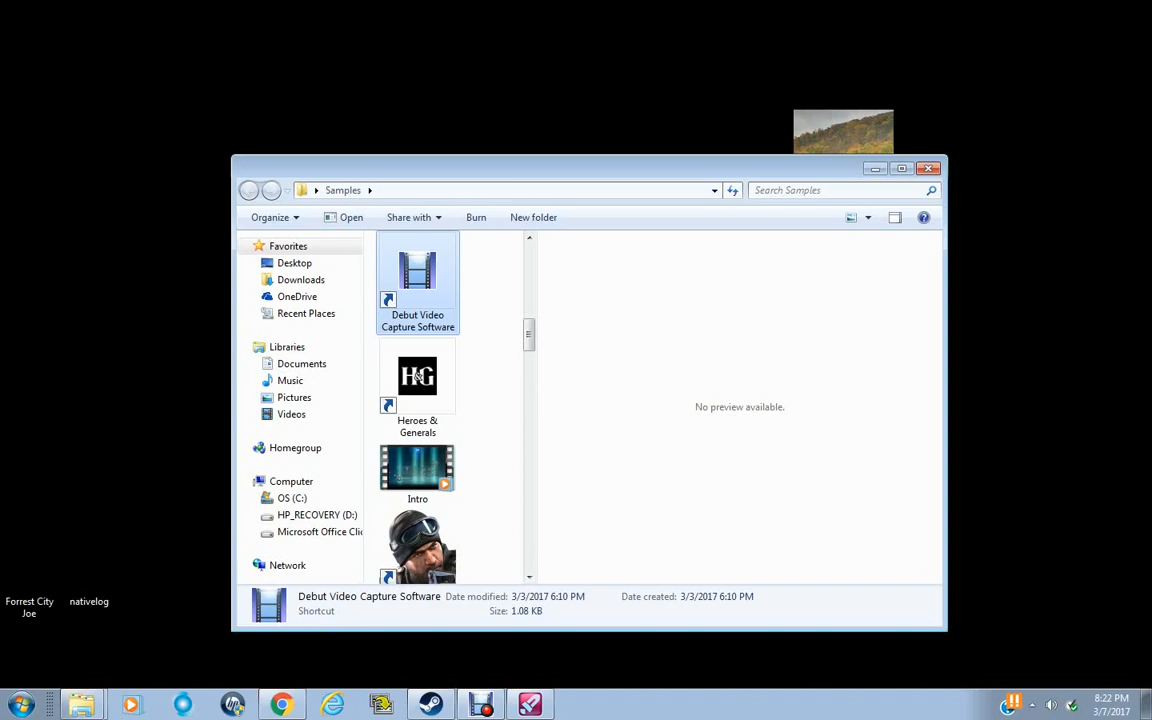 Samples
Search Samples
Organize
Open
Share with
Burn
New folder
Favorites
Desktop
Downloads
OneDrive
Recent Places
Libraries
Documents
Music
Pictures
Videos
Homegroup
Computer
OS (C:)
HP_RECOVERY (D:)
Microsoft Office Clic
Network
Debut Video
Capture Software
H&G
Heroes &
Generals
Intro
No preview available.
Debut Video Capture Software Date modified: 3/3/2017 6:10 PM Date created: 3/3/2017 6:10 PM
Shortcut Size: 1.08 KB
Forrest City
Joe
nativelog
8:22 PM
3/7/2017